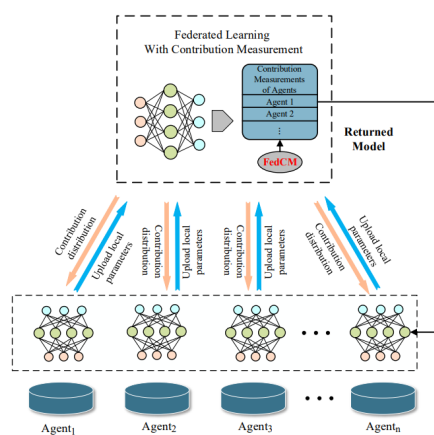 Federated Learning
With Contribution Measurement
Contribution
Measurements
of Agents
Agent 1
Agent 2
⋮
FedCM
Returned
Model
Contribution
distribution
Upload local
parameters
Contribution
distribution
Upload local
parameters
Contribution
distribution
Upload local
parameters
Contribution
distribution
Upload local
parameters
• • •
• • •
Agent1
Agent2
Agent3
Agentn